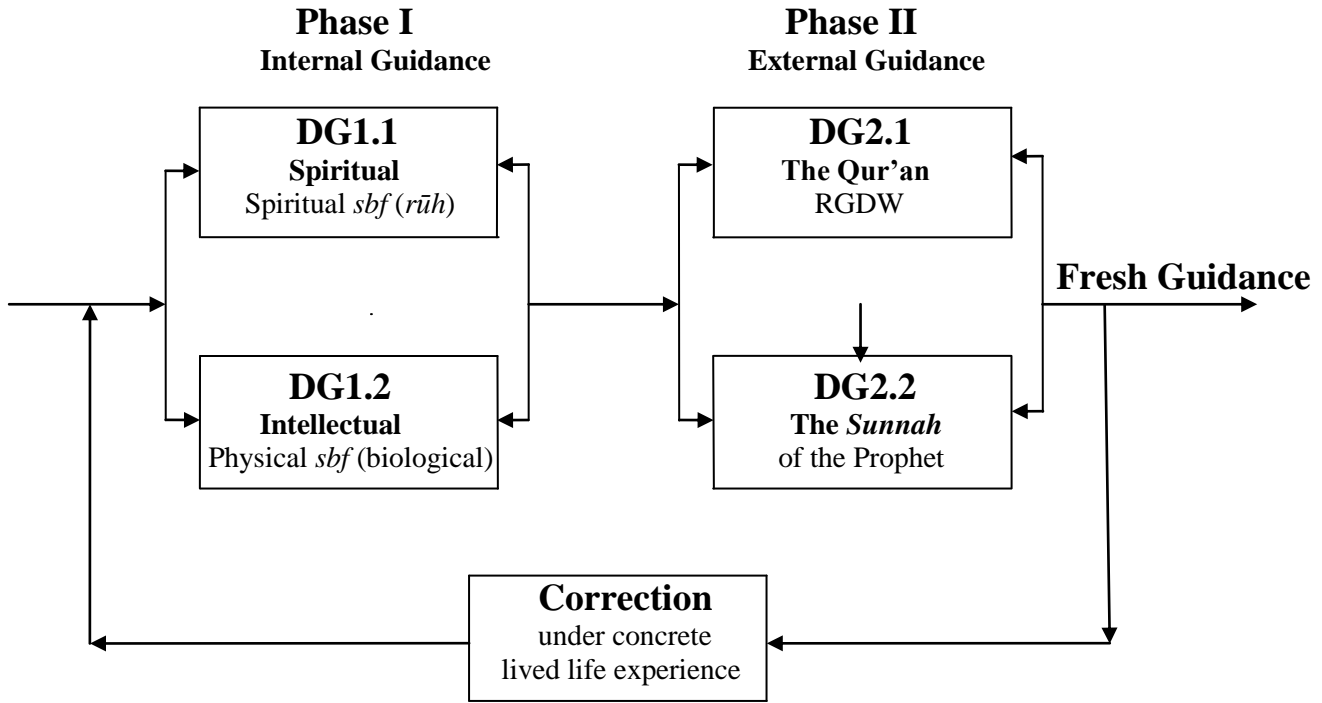 Phase I
Internal Guidance
Phase II
External Guidance
DG1.1
Spiritual
Spiritual sbf (rūh)
DG2.1
The Qur’an
RGDW
Fresh Guidance
DG1.2
Intellectual
Physical sbf (biological)
DG2.2
The Sunnah
of the Prophet
Correction
under concrete
lived life experience